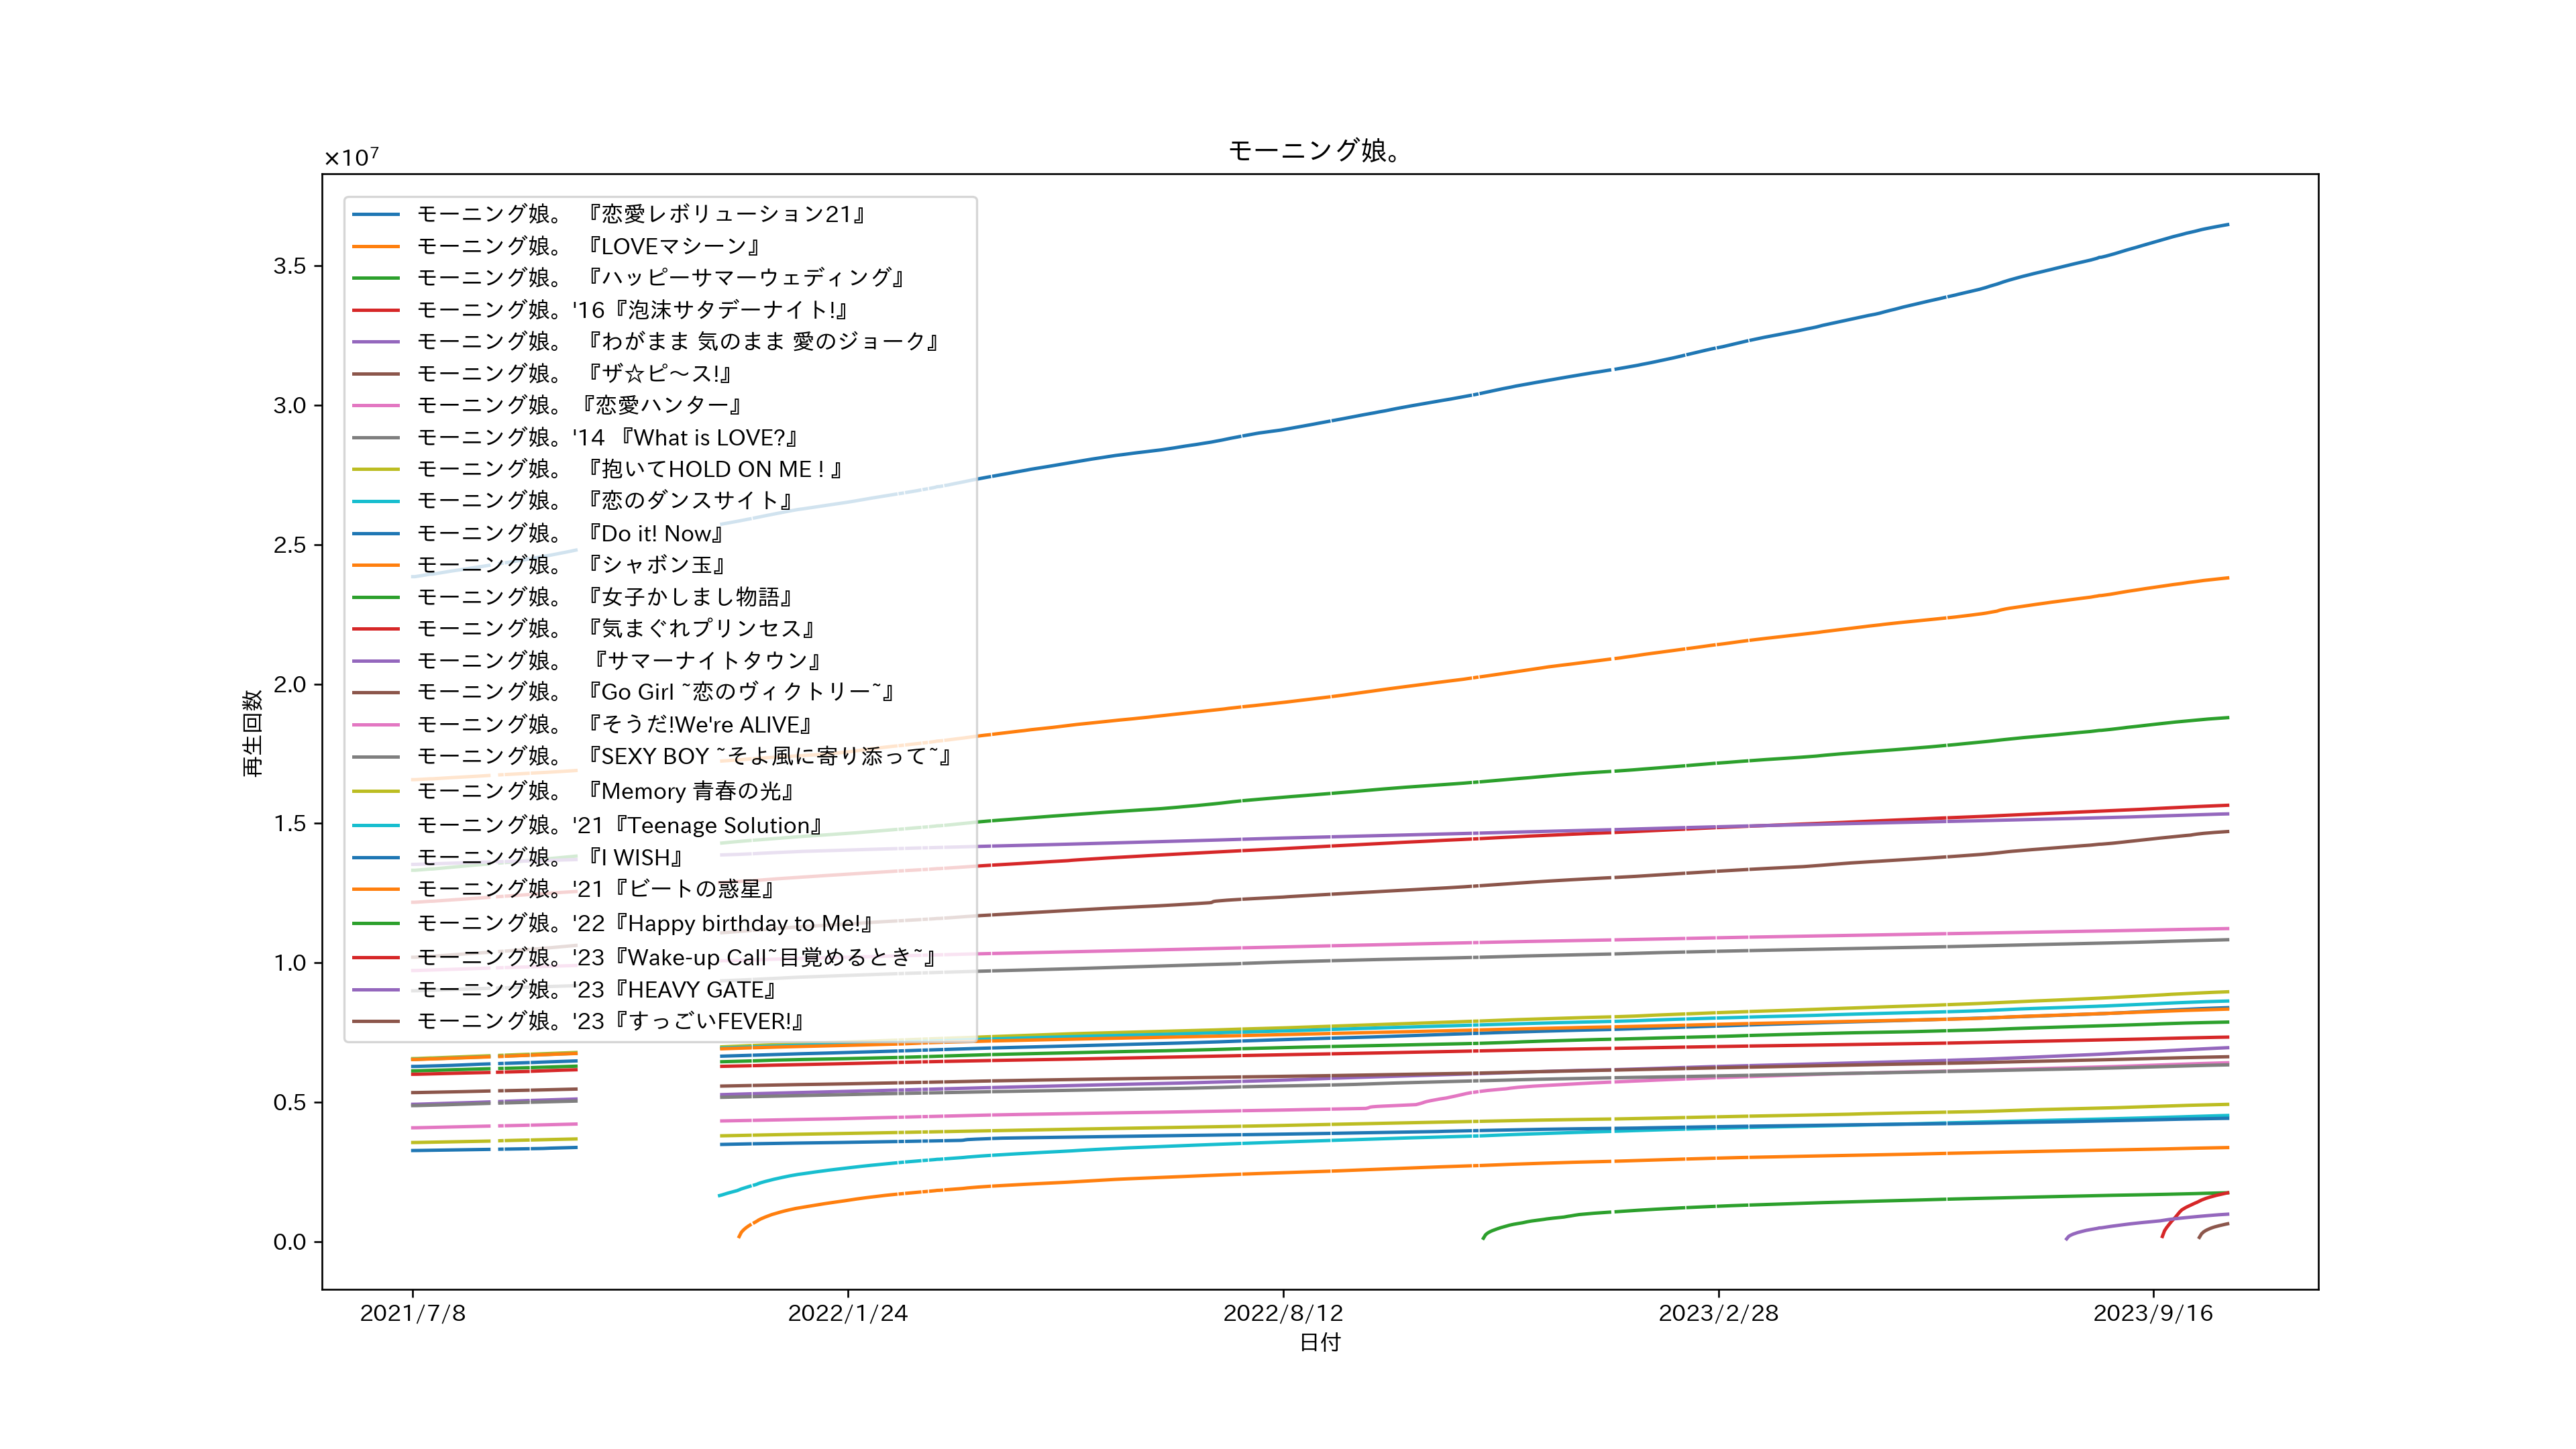 モーニング娘。
×10⁷
モーニング娘。 『恋愛レボリューション21』
モーニング娘。 『LOVEマシーン』
モーニング娘。 『ハッピーサマーウェディング』
モーニング娘。'16『泡沫サタデーナイト!』
モーニング娘。 『わがまま 気のまま 愛のジョーク』
モーニング娘。 『ザ☆ピ～ス!』
モーニング娘。『恋愛ハンター』
モーニング娘。'14 『What is LOVE?』
モーニング娘。 『抱いてHOLD ON ME ! 』
モーニング娘。 『恋のダンスサイト』
モーニング娘。 『Do it! Now』
モーニング娘。 『シャボン玉』
モーニング娘。 『女子かしまし物語』
モーニング娘。 『気まぐれプリンセス』
モーニング娘。 『サマーナイトタウン』
モーニング娘。 『Go Girl ~恋のヴィクトリー~』
モーニング娘。 『そうだ!We're ALIVE』
モーニング娘。 『SEXY BOY ~そよ風に寄り添って~』
モーニング娘。 『Memory 青春の光』
モーニング娘。'21『Teenage Solution』
モーニング娘。 『I WISH』
モーニング娘。'21『ビートの惑星』
モーニング娘。'22『Happy birthday to Me!』
モーニング娘。'23『Wake-up Call~目覚めるとき~』
モーニング娘。'23『HEAVY GATE』
モーニング娘。'23『すっごいFEVER!』
3.5
3.0
2.5
2.0
1.5
1.0
0.5
0.0
再生回数
2021/7/8
2022/1/24
2022/8/12
2023/2/28
2023/9/16
日付